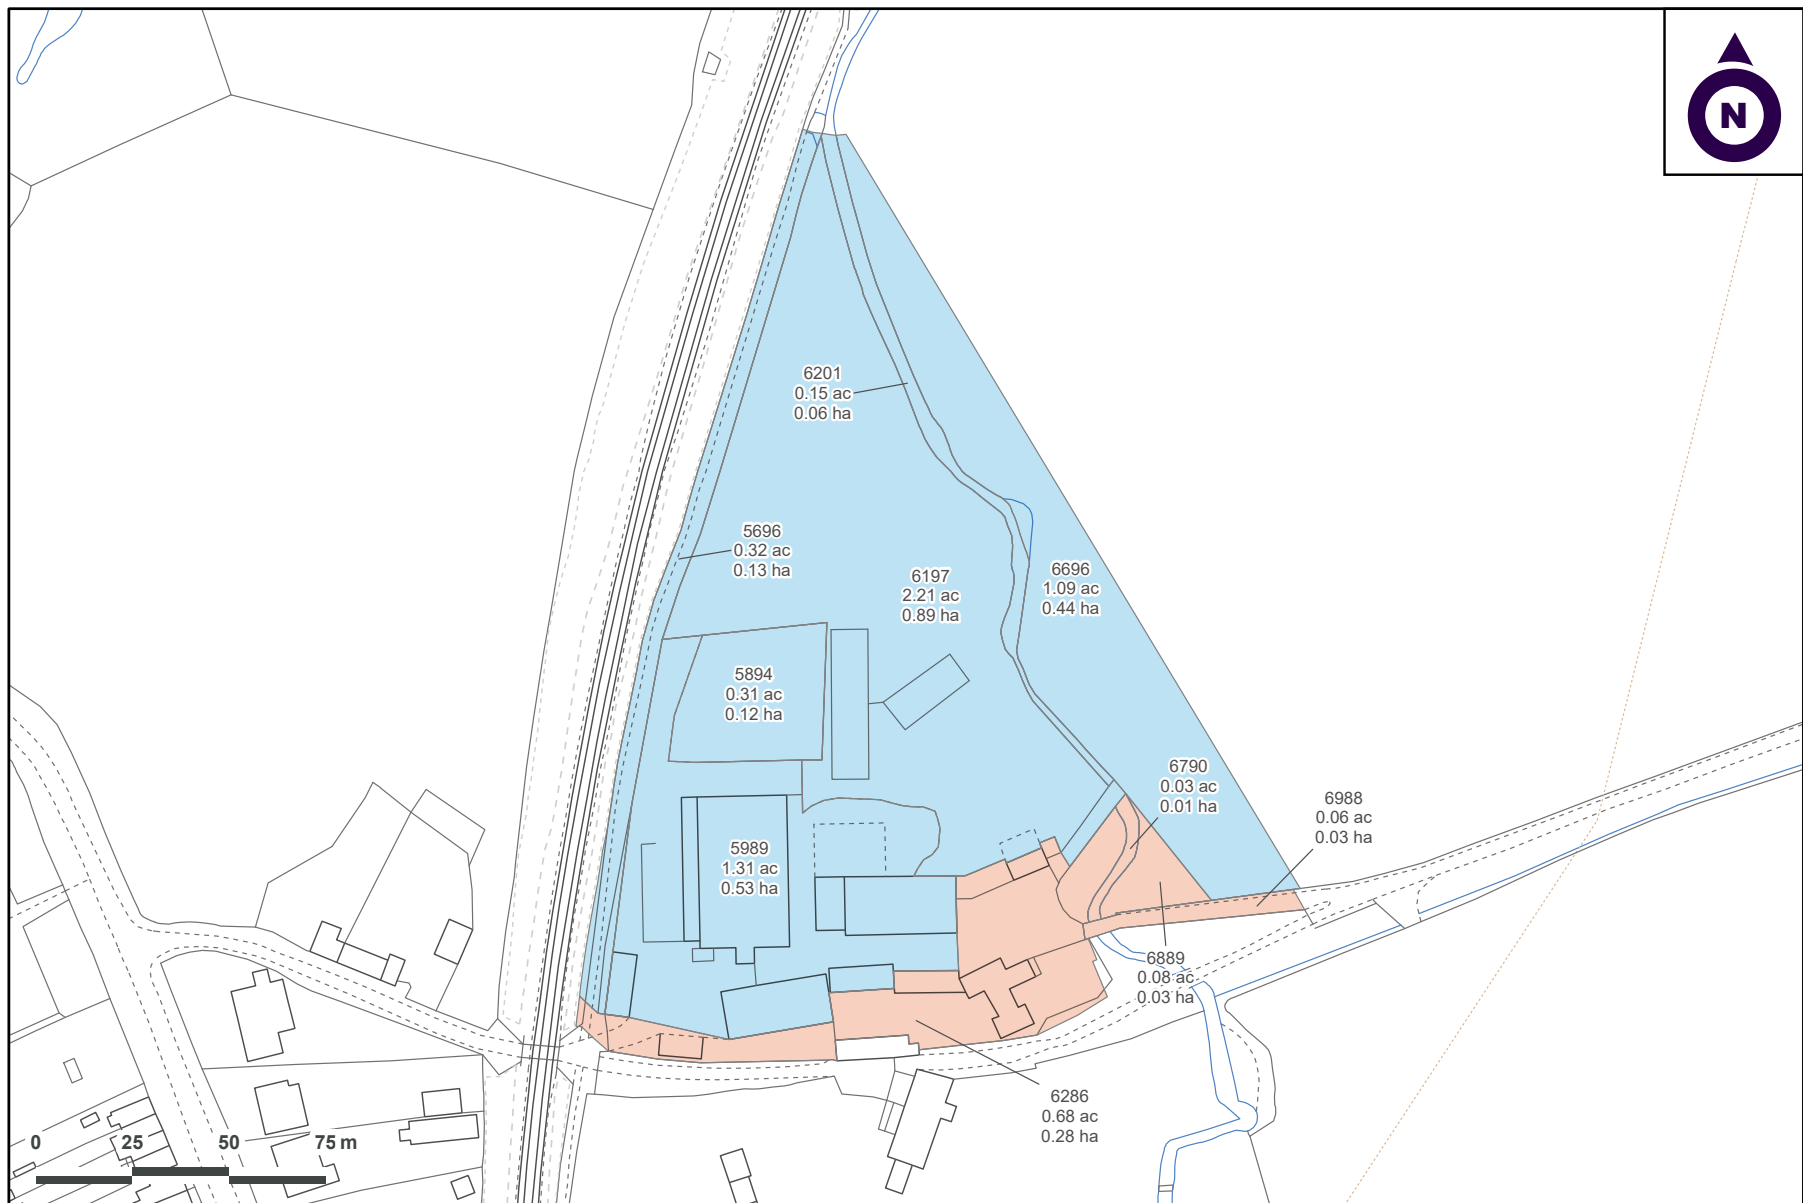 N
6201
0.15 ac
0.06 ha
5696
0.32 ac
0.13 ha
6197
2.21 ac
0.89 ha
6696
1.09 ac
0.44 ha
5894
0.31 ac
0.12 ha
6790
0.03 ac
0.01 ha
6988
0.06 ac
0.03 ha
5989
1.31 ac
0.53 ha
6889
0.08 ac
0.03 ha
6286
0.68 ac
0.28 ha
0 25 50 75 m